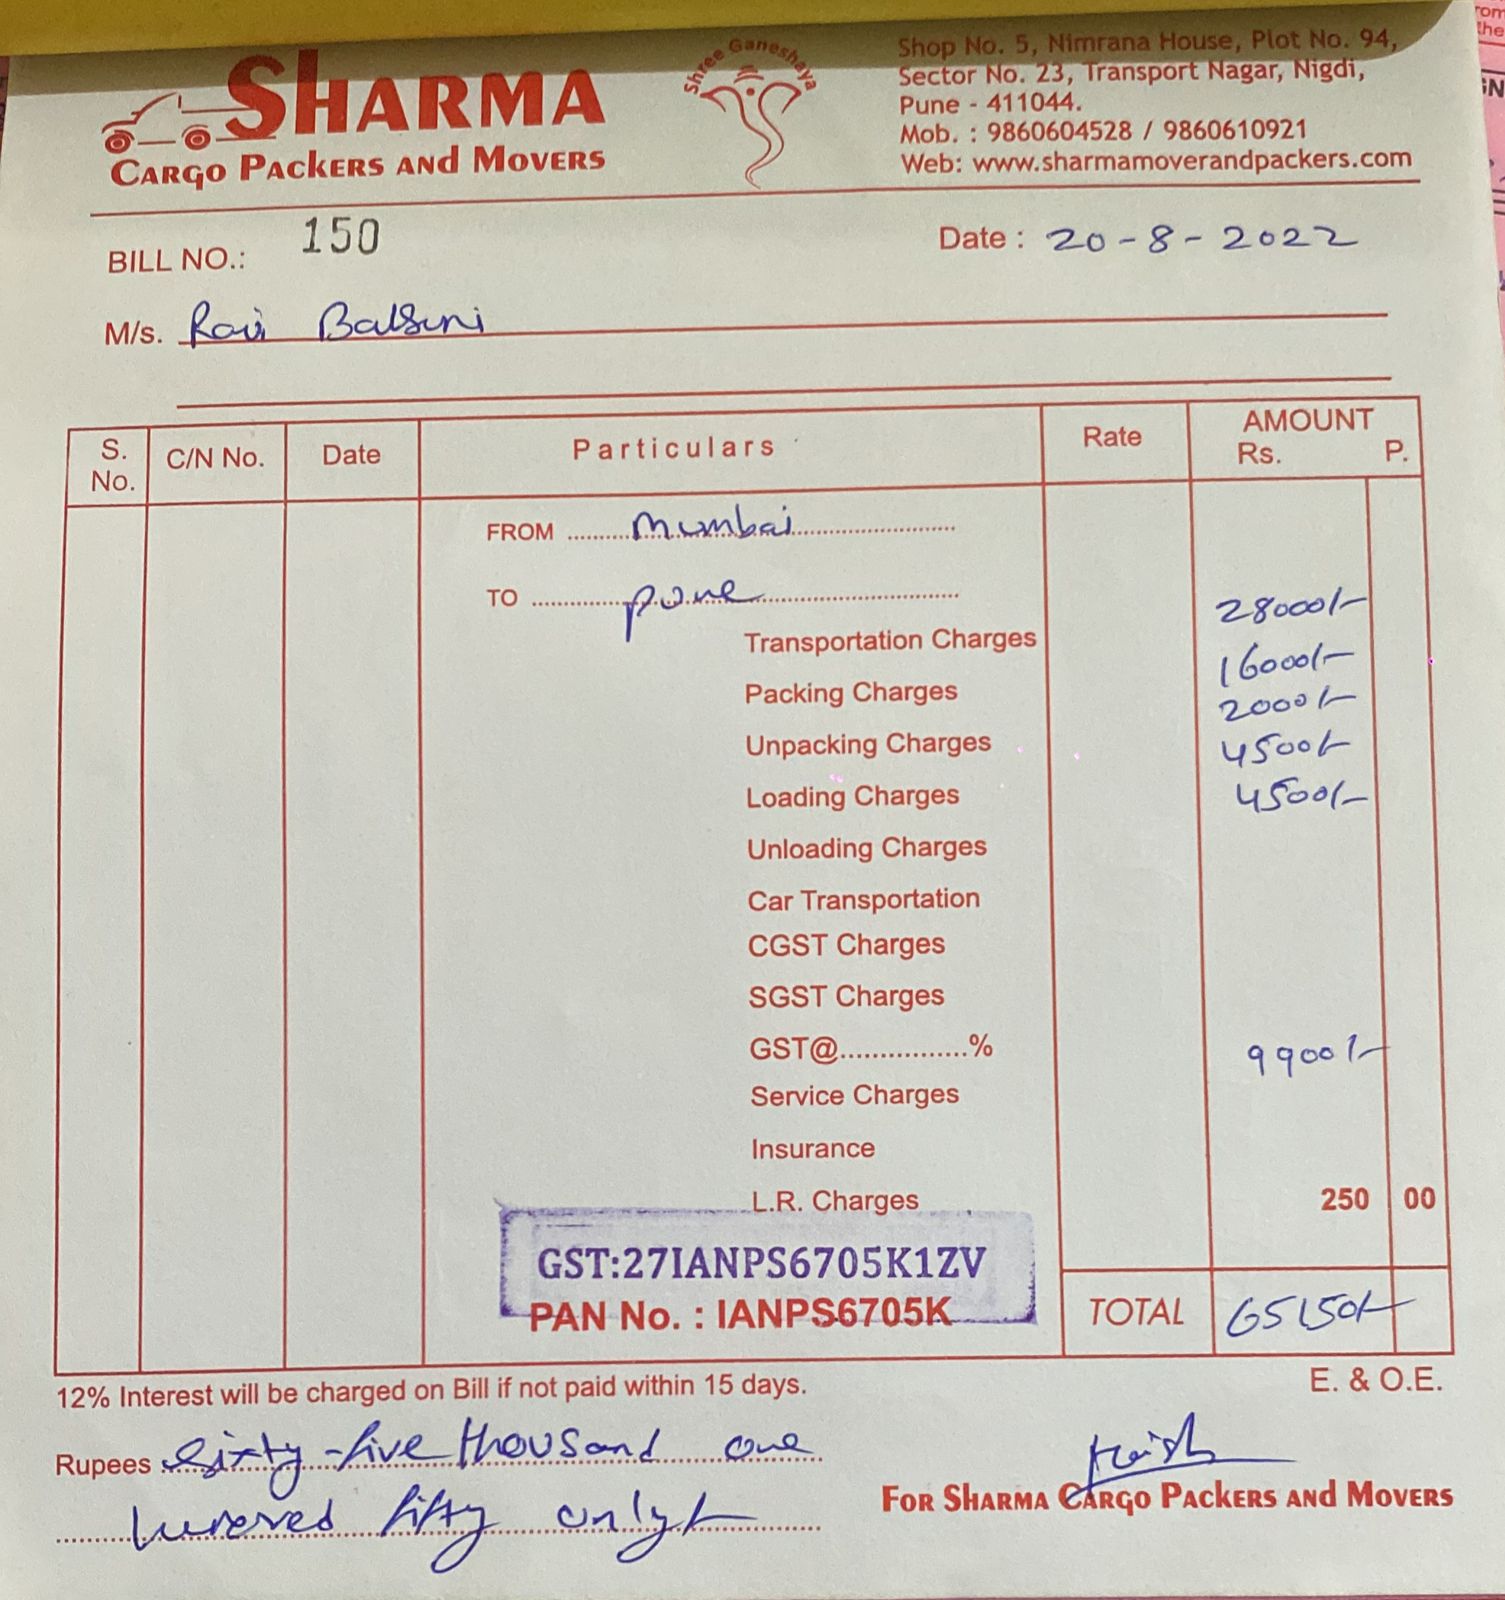 Shree Ganeshaya
SHARMA
CARGO PACKERS AND MOVERS
Shop No. 5, Nimrana House, Plot No. 94,
Sector No. 23, Transport Nagar, Nigdi,
Pune - 411044.
Mob. : 9860604528 / 9860610921
Web: www.sharmamoverandpackers.com
BILL NO.: 150
Date : 20-8-2022
M/s. Ravi
S. No. C/N No. Date Particulars Rate AMOUNT Rs. P.
FROM Mumbai
TO pune
28000/-
Transportation Charges
16000/-
Packing Charges
2000/-
Unpacking Charges
4500/-
Loading Charges
4500/-
Unloading Charges
Car Transportation
CGST Charges
SGST Charges
GST@................% 9900/-
Service Charges
Insurance
L.R. Charges 250 00
GST:27IANPS6705K1ZV
PAN No. : IANPS6705K
TOTAL 65150/-
12% Interest will be charged on Bill if not paid within 15 days.
E. & O.E.
Rupees Sixty-five thousand one
hundred fifty only/-
FOR SHARMA CARGO PACKERS AND MOVERS